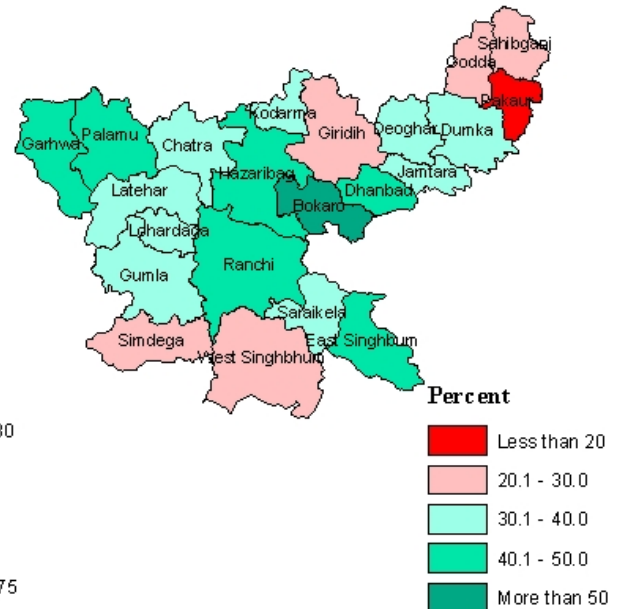 Sahibganj
Godda
Pakaur
Kodarma
Giridih
Deoghar
Dumka
Garhwa
Palamu
Chatra
Hazaribag
Jamtara
Latehar
Dhanbad
Bokaro
Lohardaga
Ranchi
Gumla
Saraikela
Simdega
East Singhbum
West Singhbhum
Percent
Less than 20
20.1 - 30.0
30.1 - 40.0
40.1 - 50.0
More than 50
30
75